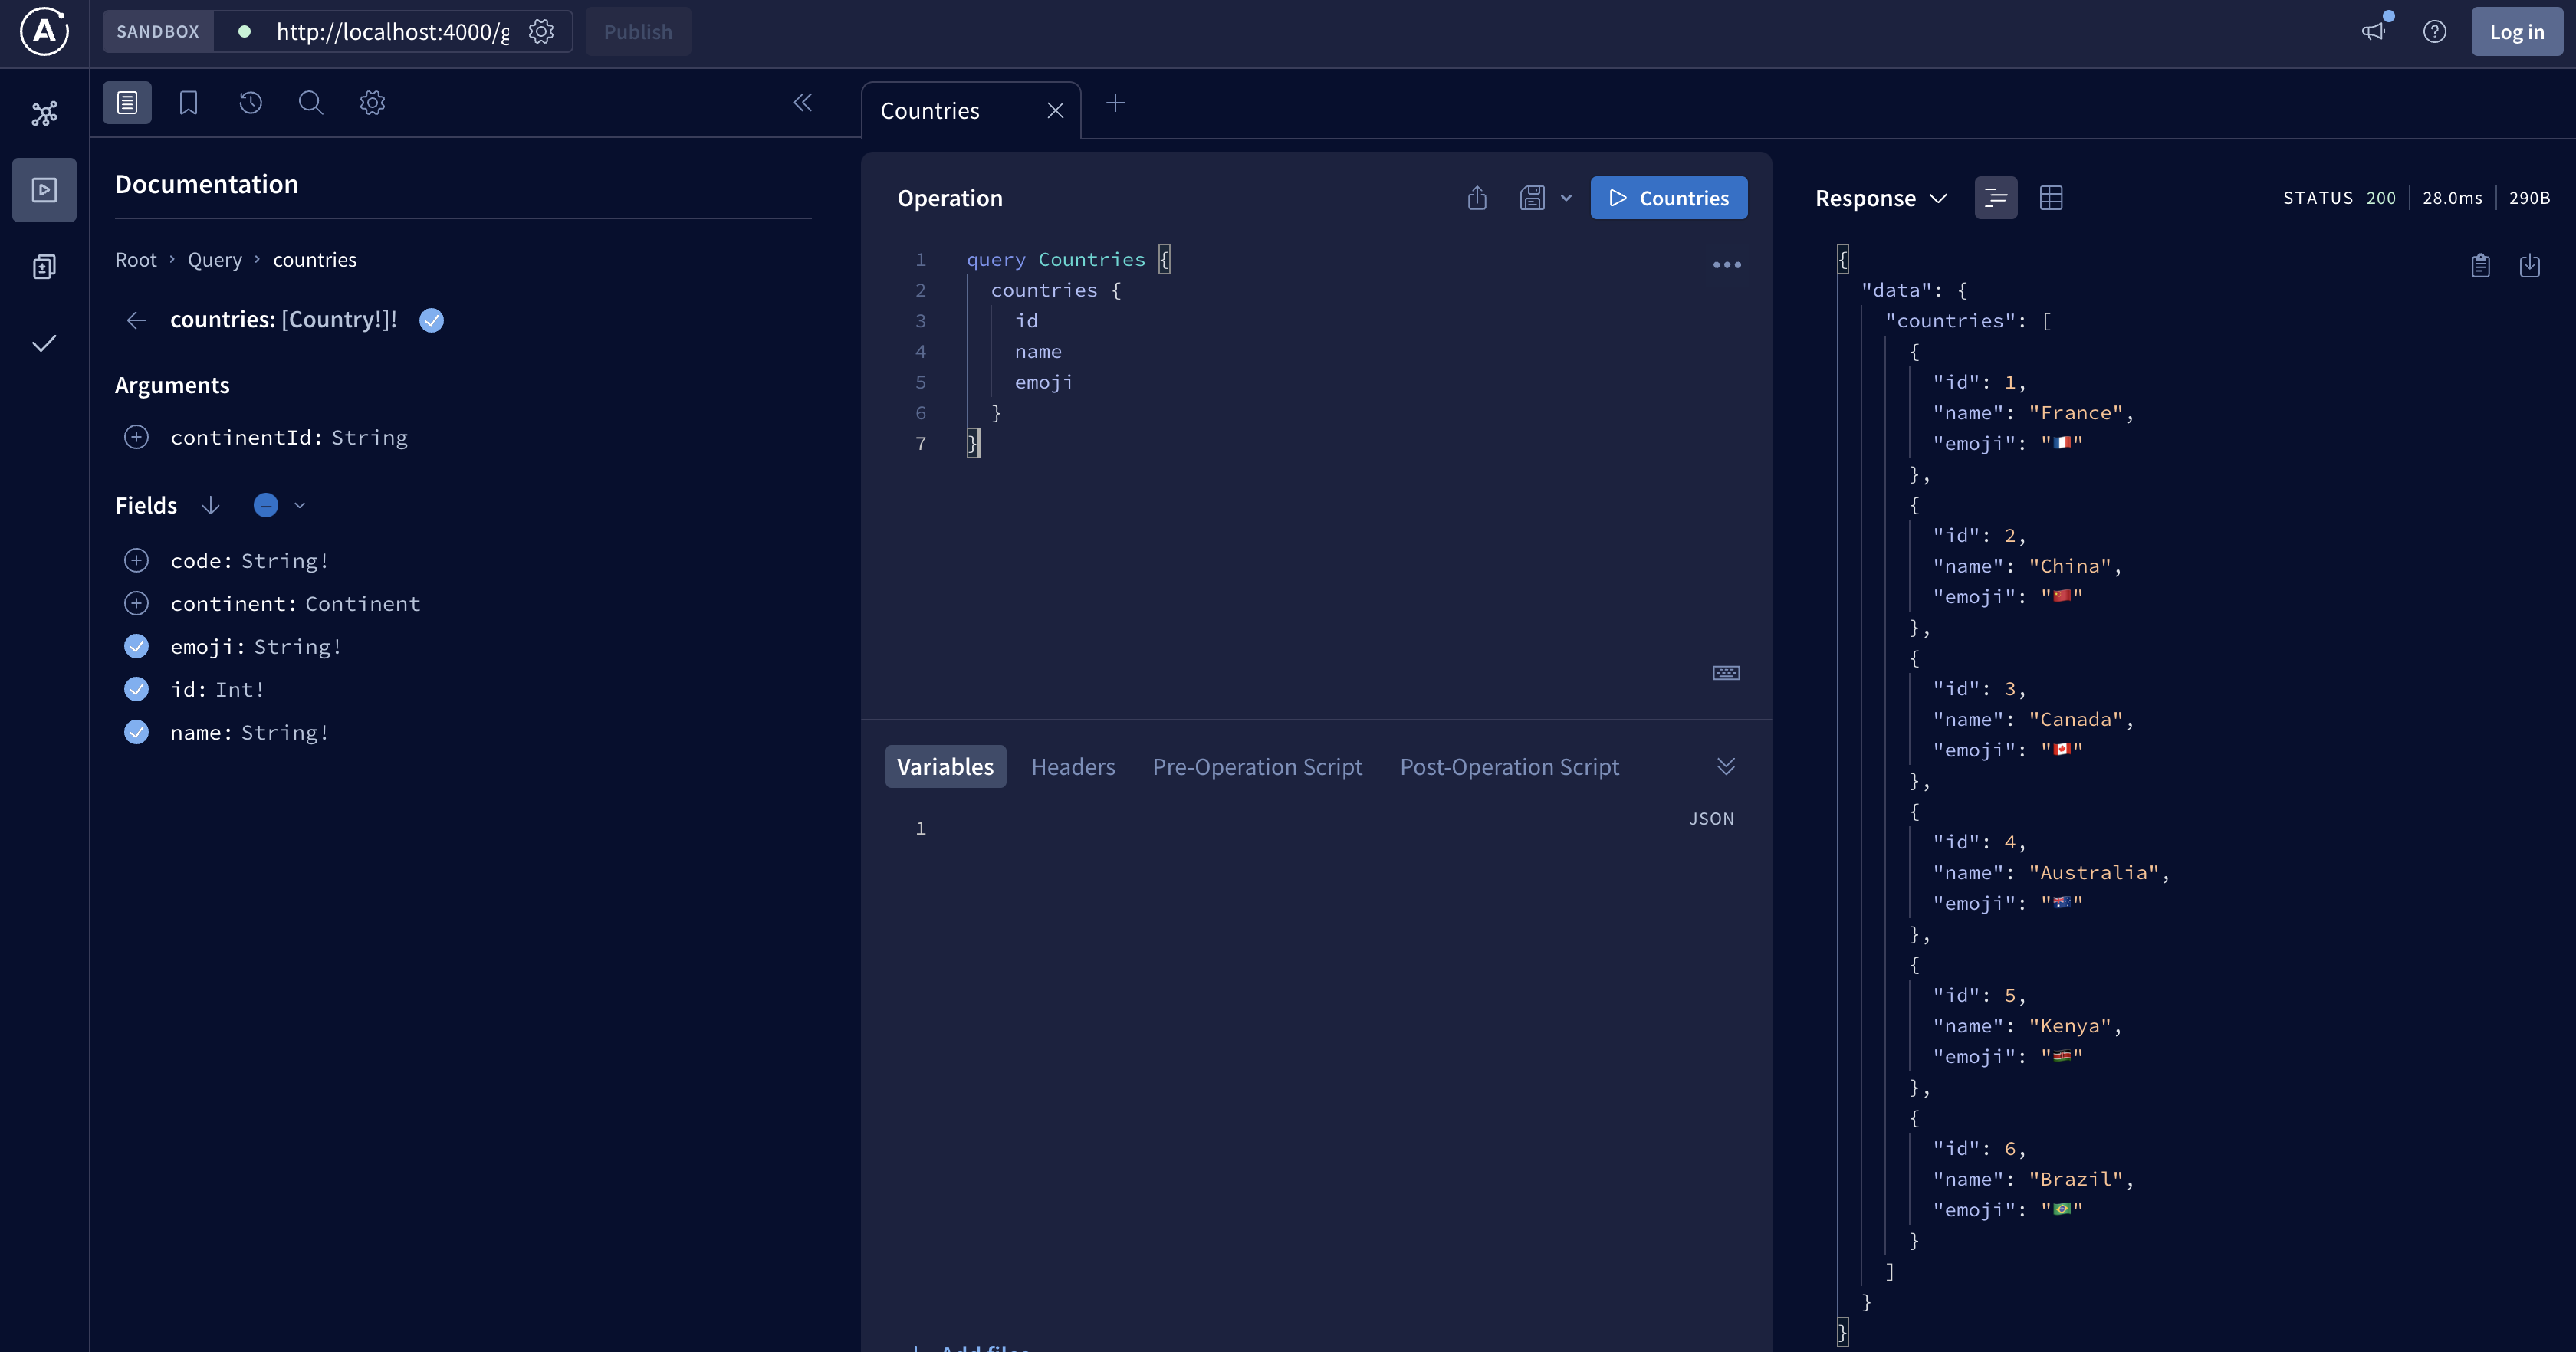 SANDBOX
http://localhost:4000/g
Publish
Log in
Documentation
Root › Query › countries
countries: [Country!]!
Arguments
continentId: String
Fields
code: String!
continent: Continent
emoji: String!
id: Int!
name: String!
Countries
Operation
Countries
1 query Countries {
2 countries {
3 id
4 name
5 emoji
6 }
7 }
Variables Headers Pre-Operation Script Post-Operation Script
JSON
1
Add files
Response
STATUS 200 28.0ms 290B
{
"data": {
"countries": [
{
"id": 1,
"name": "France",
"emoji": "🇫🇷"
},
{
"id": 2,
"name": "China",
"emoji": "🇨🇳"
},
{
"id": 3,
"name": "Canada",
"emoji": "🇨🇦"
},
{
"id": 4,
"name": "Australia",
"emoji": "🇦🇺"
},
{
"id": 5,
"name": "Kenya",
"emoji": "🇰🇪"
},
{
"id": 6,
"name": "Brazil",
"emoji": "🇧🇷"
}
]
}
}